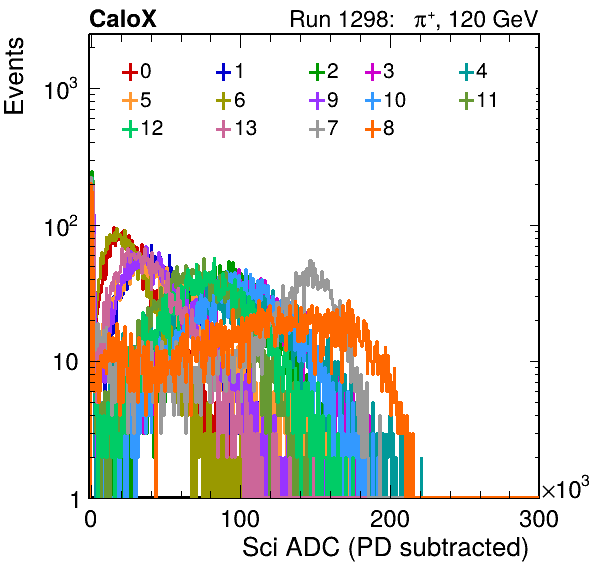 CaloX Run 1298: π⁺, 120 GeV
Events
0 1 2 3 4
5 6 9 10 11
12 13 7 8
10³
10²
10
1
0 100 200 300
×10³
Sci ADC (PD subtracted)